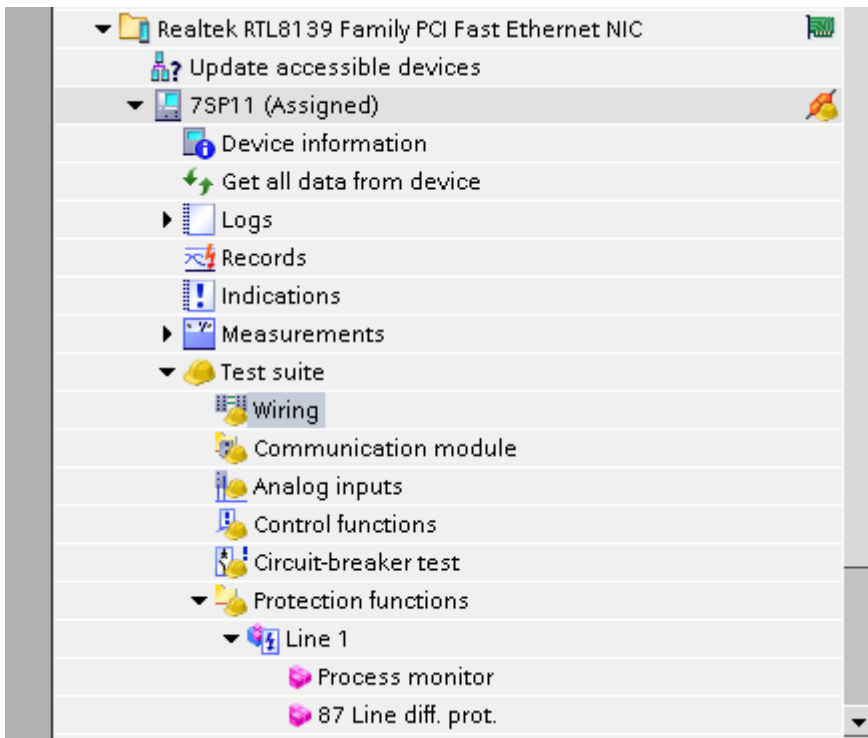 Realtek RTL8139 Family PCI Fast Ethernet NIC
Update accessible devices
7SP11 (Assigned)
Device information
Get all data from device
Logs
Records
Indications
Measurements
Test suite
Wiring
Communication module
Analog inputs
Control functions
Circuit-breaker test
Protection functions
Line 1
Process monitor
87 Line diff. prot.